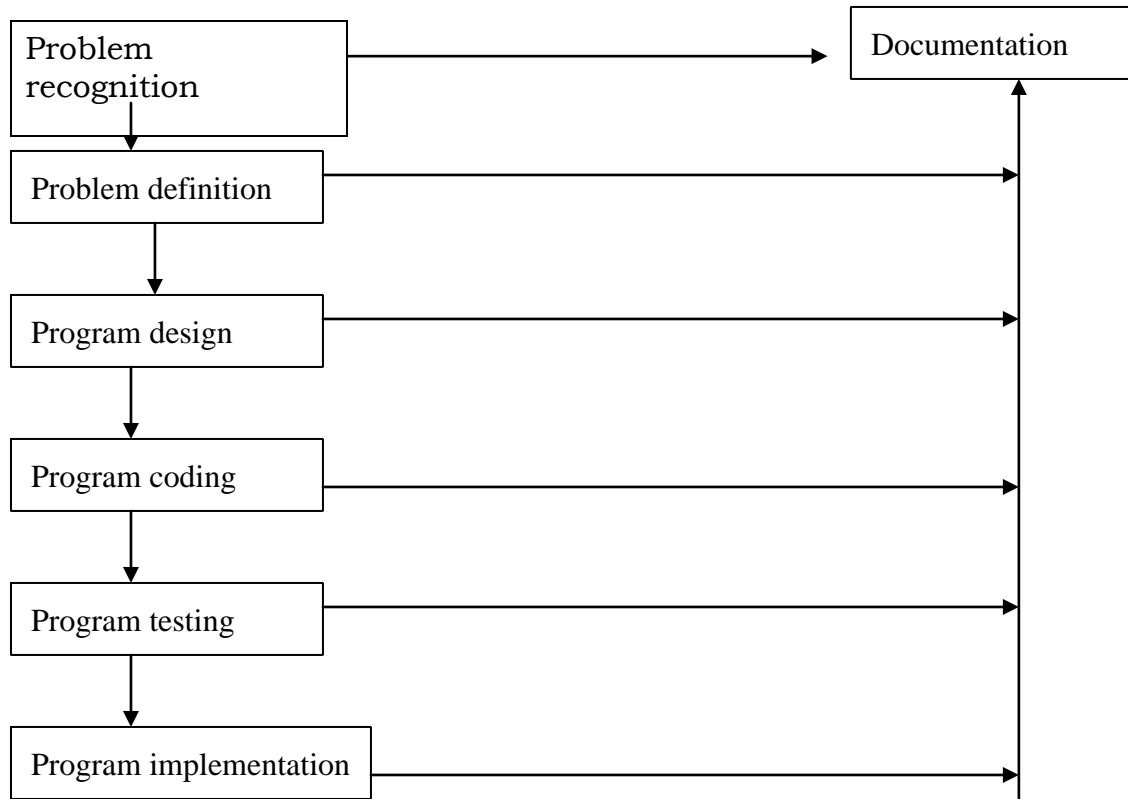 Problem
recognition
Documentation
Problem definition
Program design
Program coding
Program testing
Program implementation